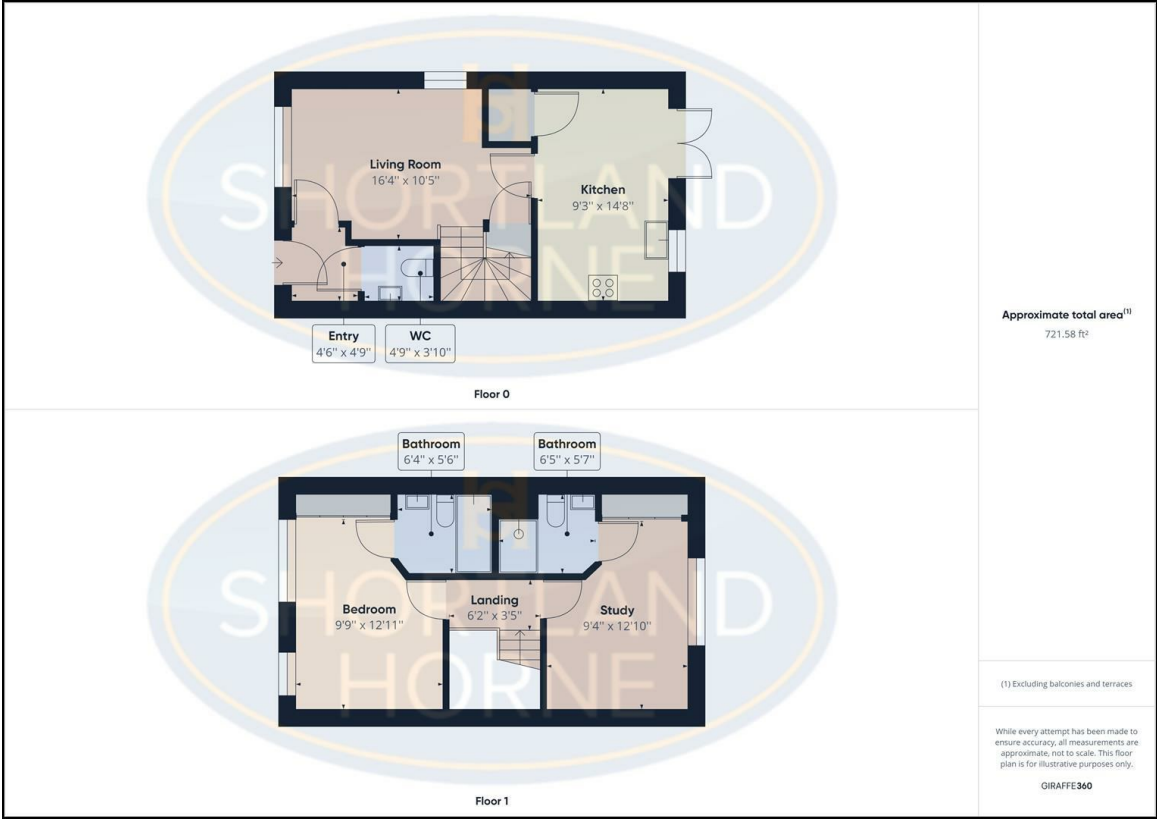 Living Room
16'4" x 10'5"
Kitchen
9'3" x 14'8"
Entry
4'6" x 4'9"
WC
4'9" x 3'10"
Floor 0
SHORTLAND
HORNE
Bathroom
6'4" x 5'6"
Bathroom
6'5" x 5'7"
Bedroom
9'9" x 12'11"
Landing
6'2" x 3'5"
Study
9'4" x 12'10"
Floor 1
SHORTLAND
HORNE
Approximate total area(1)
721.58 ft²
(1) Excluding balconies and terraces
While every attempt has been made to
ensure accuracy, all measurements are
approximate, not to scale. This floor
plan is for illustrative purposes only.
GIRAFFE360